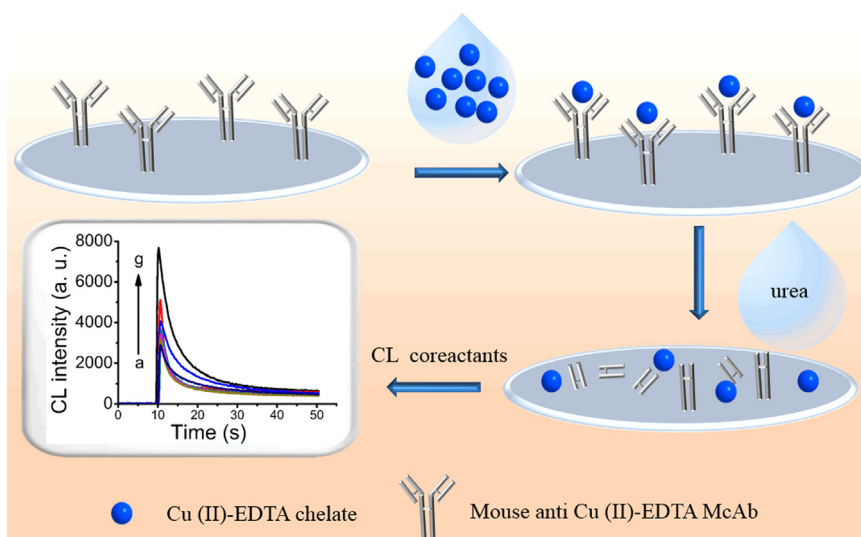 urea
8000
6000
4000
2000
0
CL intensity (a. u.)
g
a
0 10 20 30 40 50
Time (s)
CL coreactants
Cu (II)-EDTA chelate
Mouse anti Cu (II)-EDTA McAb